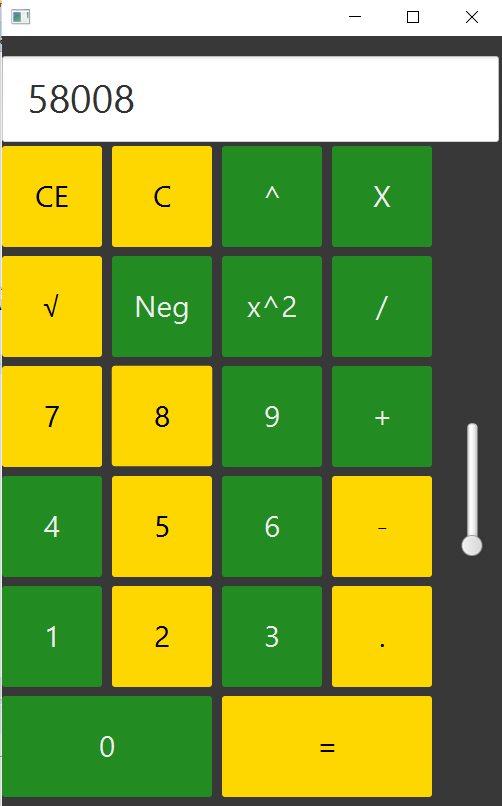 58008
CE C ^ X
√ Neg x^2 /
7 8 9 +
4 5 6 -
1 2 3 .
0 =